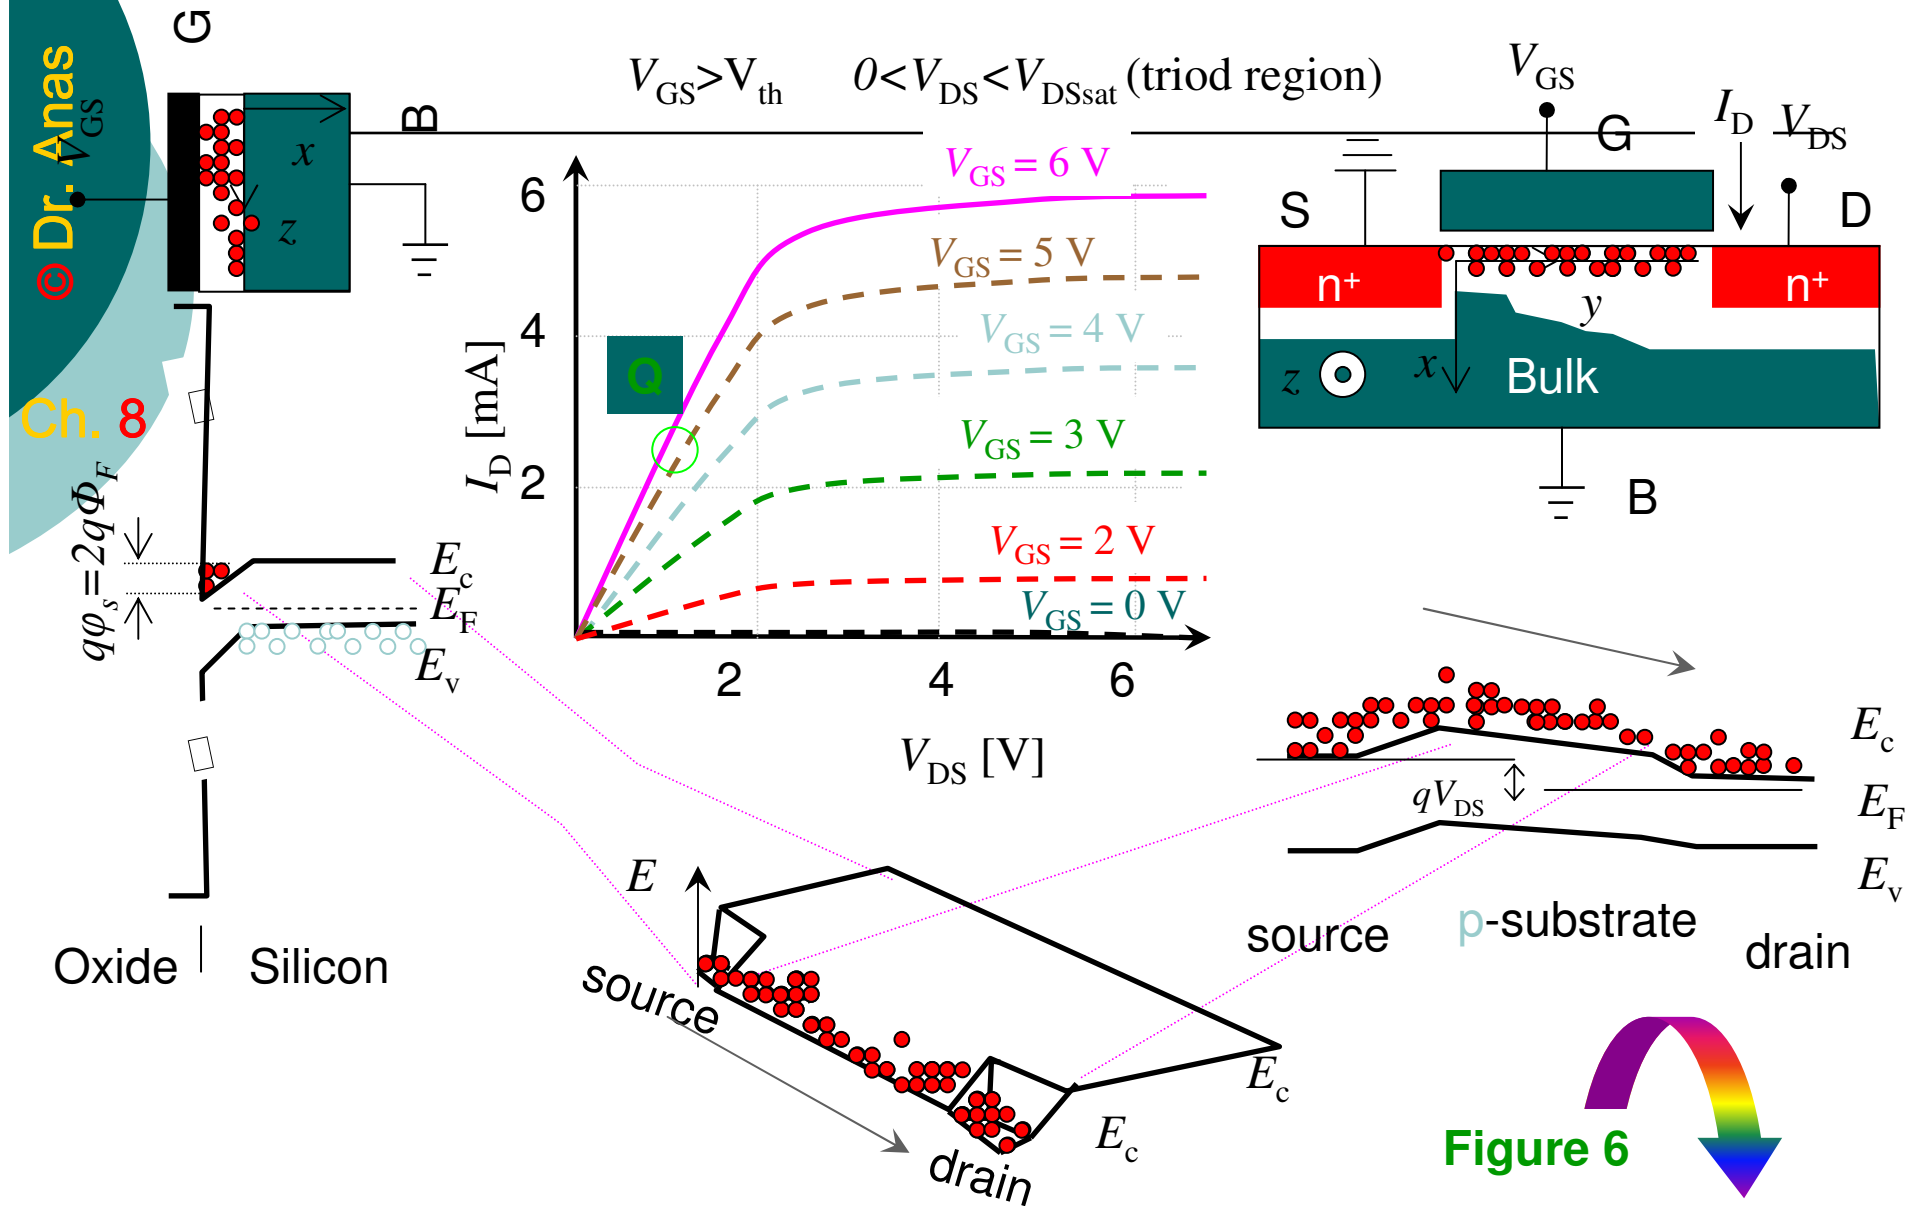 © Dr. Anas
Ch. 8
G
V_GS
B
x
z
V_GS>V_th   0<V_DS<V_DSsat (triod region)
V_GS
I_D
V_DS
G
S
D
n+
n+
y
x
z
Bulk
B
I_D [mA]
6
4
2
Q
V_GS = 6 V
V_GS = 5 V
V_GS = 4 V
V_GS = 3 V
V_GS = 2 V
V_GS = 0 V
2 4 6
V_DS [V]
qφ_s=2qΦ_F
E_c
E_F
E_v
Oxide
Silicon
E
source
drain
E_c
E_c
E_c
qV_DS
E_F
E_v
source
p-substrate
drain
Figure 6